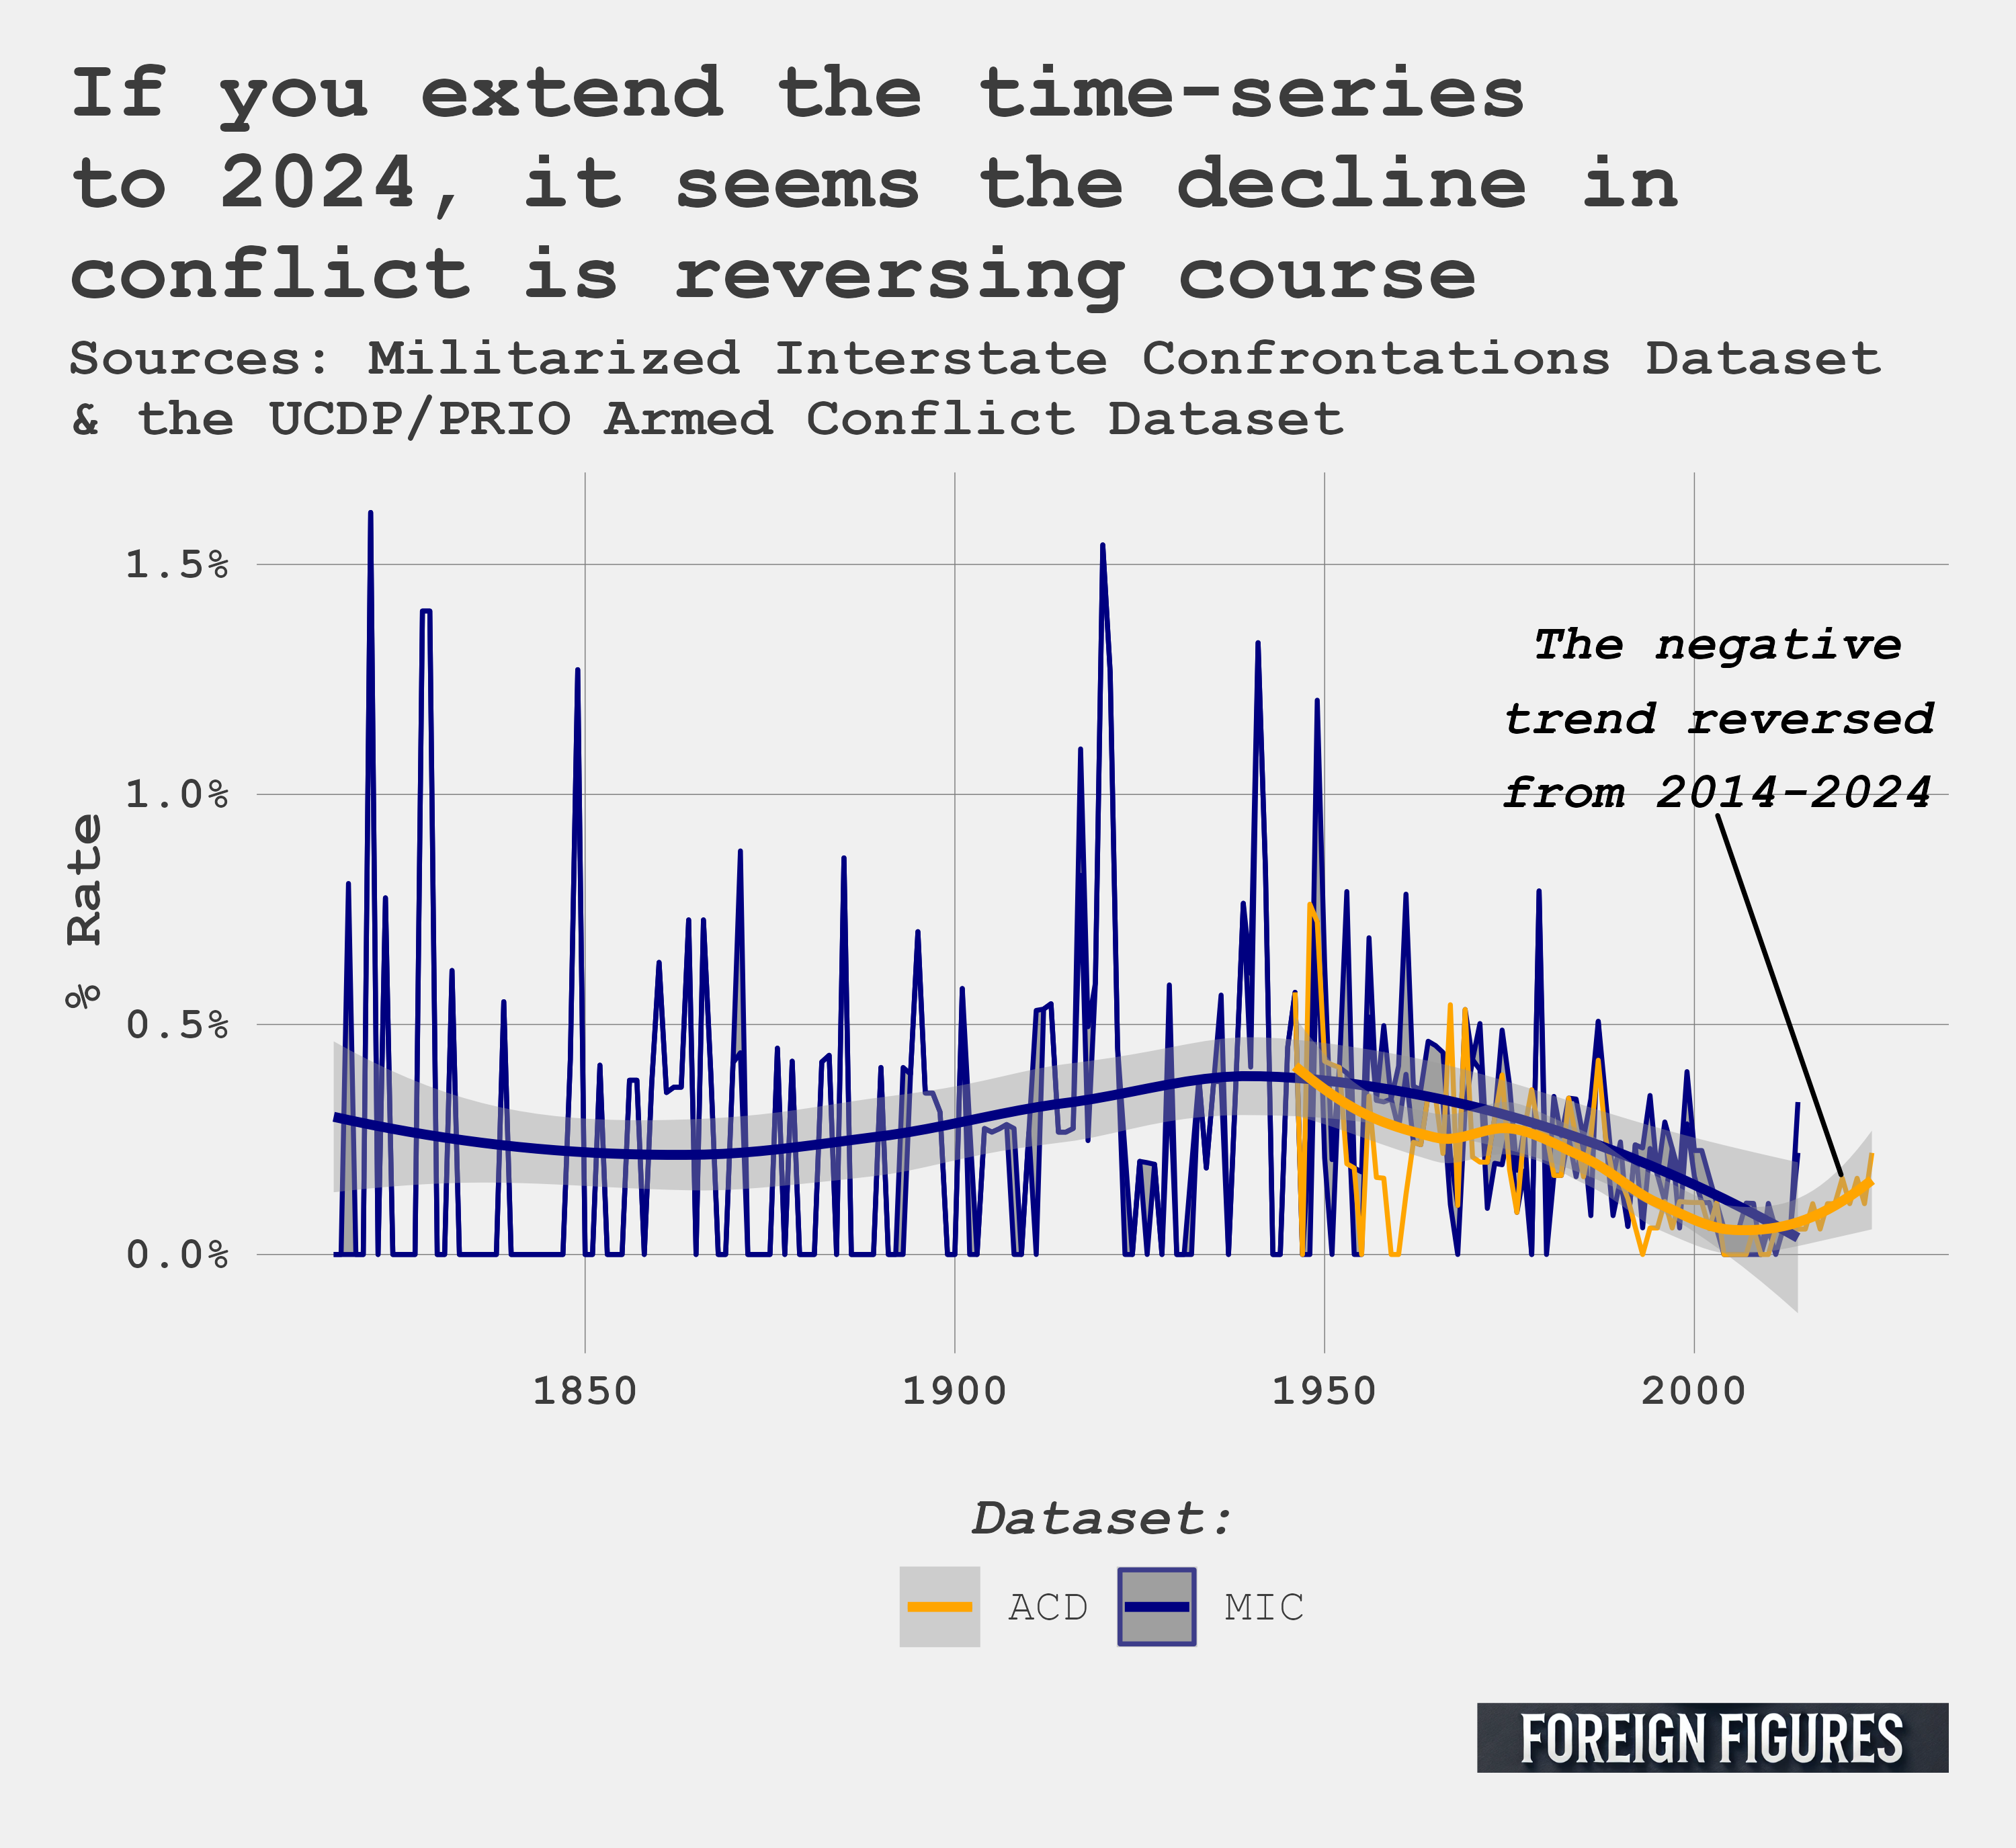 If you extend the time-series
to 2024, it seems the decline in
conflict is reversing course
Sources: Militarized Interstate Confrontations Dataset
& the UCDP/PRIO Armed Conflict Dataset
The negative
trend reversed
from 2014-2024
% Rate
1.5%
1.0%
0.5%
0.0%
1850 1900 1950 2000
Dataset:
ACD MIC
FOREIGN FIGURES